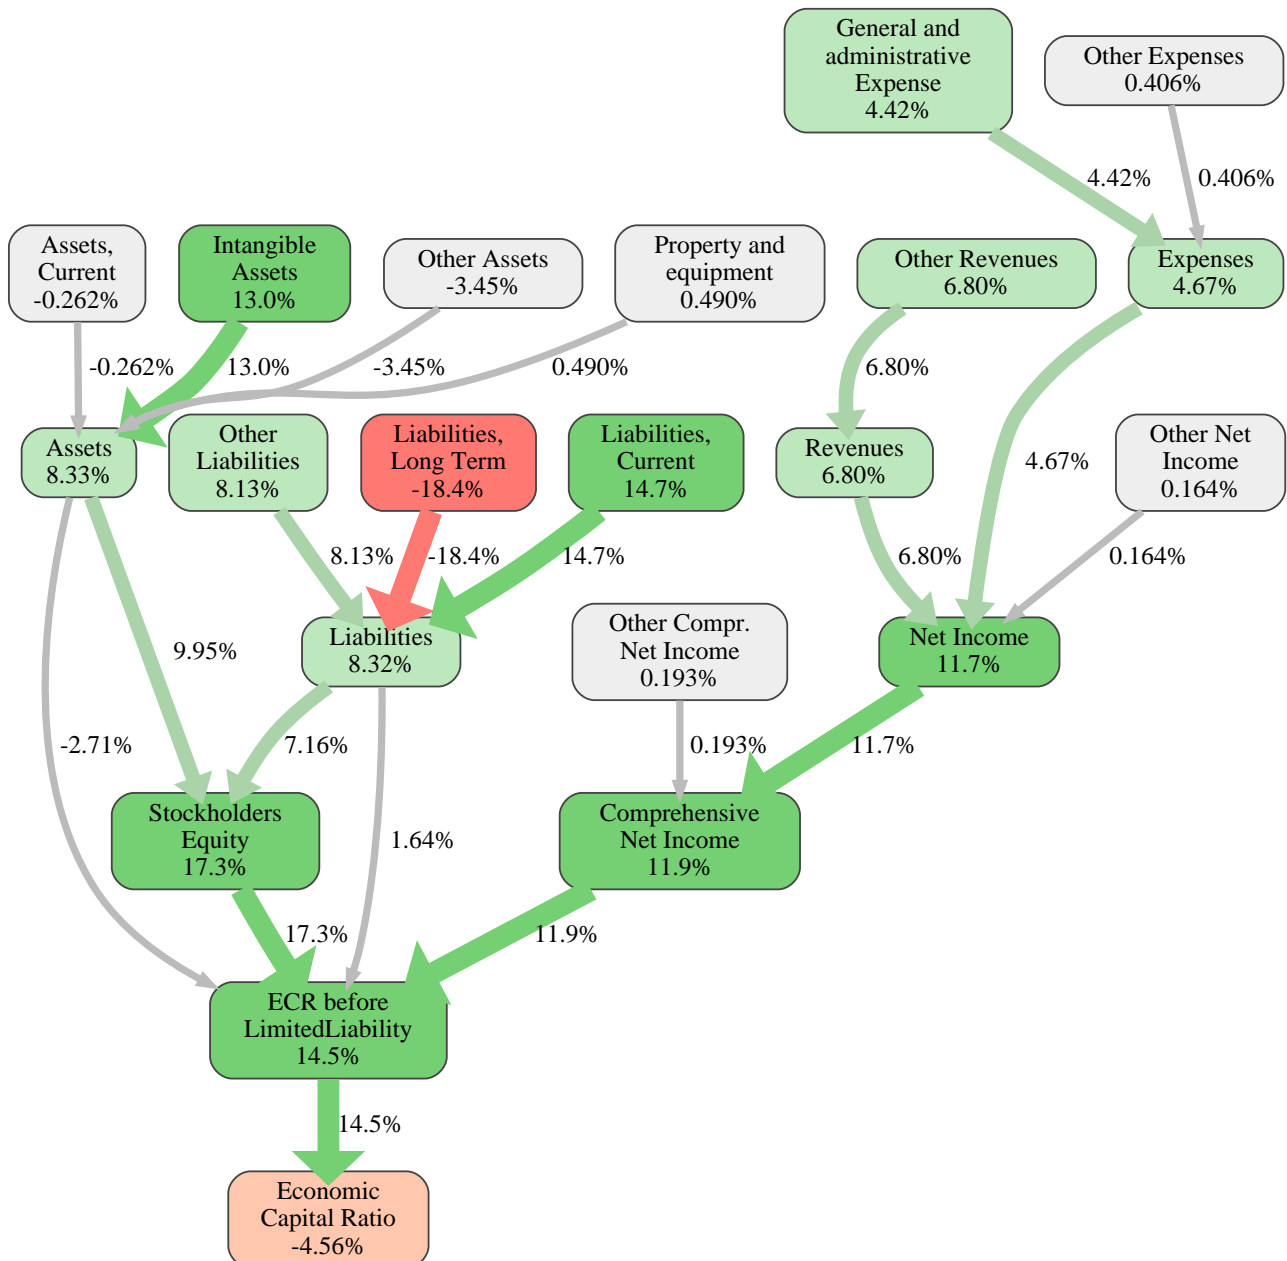 General and
administrative
Expense
4.42%
Other Expenses
0.406%
4.42%
0.406%
Assets,
Current
-0.262%
Intangible
Assets
13.0%
Other Assets
-3.45%
Property and
equipment
0.490%
Other Revenues
6.80%
Expenses
4.67%
-0.262%
13.0%
-3.45%
0.490%
6.80%
Assets
8.33%
Other
Liabilities
8.13%
Liabilities,
Long Term
-18.4%
Liabilities,
Current
14.7%
Revenues
6.80%
4.67%
Other Net
Income
0.164%
8.13%
-18.4%
14.7%
6.80%
0.164%
9.95%
Liabilities
8.32%
Other Compr.
Net Income
0.193%
Net Income
11.7%
-2.71%
7.16%
0.193%
11.7%
Stockholders
Equity
17.3%
1.64%
Comprehensive
Net Income
11.9%
17.3%
11.9%
ECR before
LimitedLiability
14.5%
14.5%
Economic
Capital Ratio
-4.56%